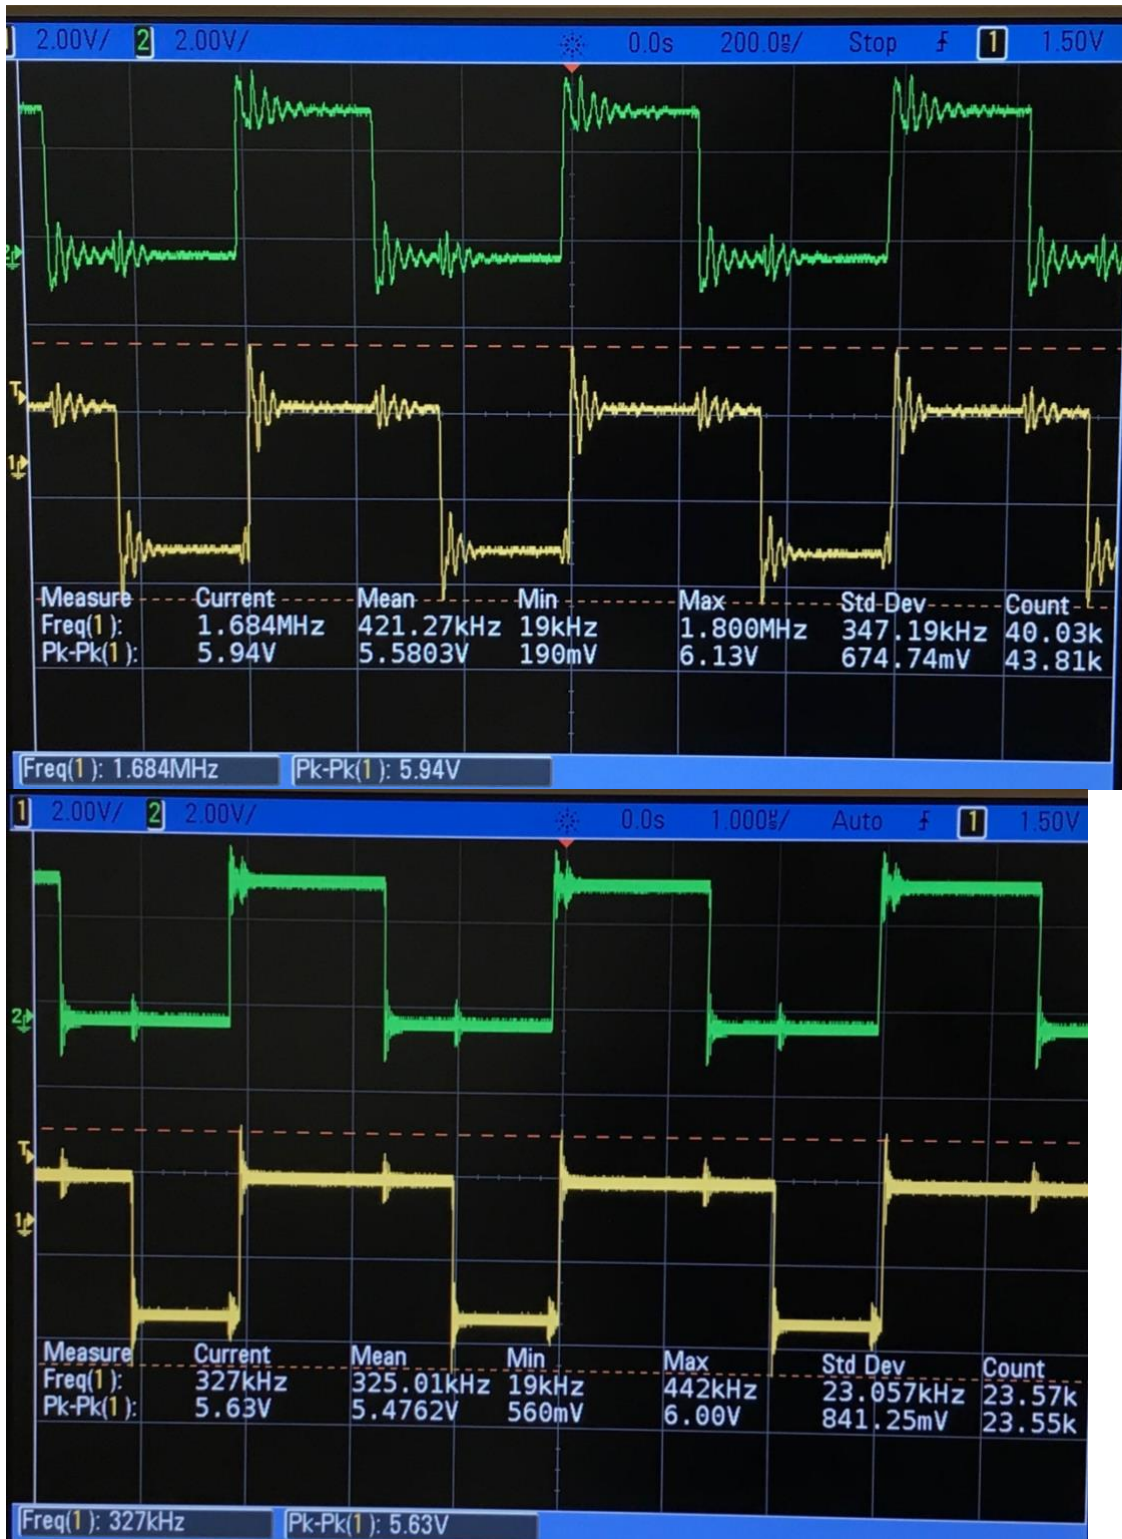 2.00V/ 2 2.00V/ 0.0s 200.0ns/ Stop 1 1.50V
2
T
1
Measure Current Mean Min Max Std Dev Count
Freq(1): 1.684MHz 421.27kHz 19kHz 1.800MHz 347.19kHz 40.03k
Pk-Pk(1): 5.94V 5.5803V 190mV 6.13V 674.74mV 43.81k
Freq(1): 1.684MHz Pk-Pk(1): 5.94V
1 2.00V/ 2 2.00V/ 0.0s 1.000µs/ Auto 1 1.50V
2
T
1
Measure Current Mean Min Max Std Dev Count
Freq(1): 327kHz 325.01kHz 19kHz 442kHz 23.057kHz 23.57k
Pk-Pk(1): 5.63V 5.4762V 560mV 6.00V 841.25mV 23.55k
Freq(1): 327kHz Pk-Pk(1): 5.63V